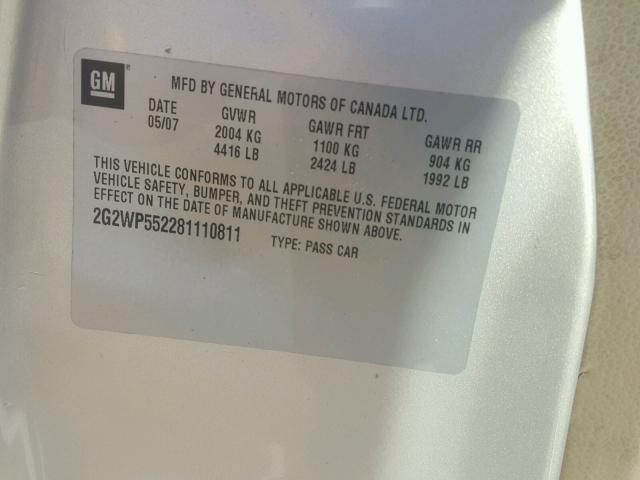 GM ®
MFD BY GENERAL MOTORS OF CANADA LTD.
DATE GVWR GAWR FRT GAWR RR
05/07 2004 KG 1100 KG 904 KG
4416 LB 2424 LB 1992 LB
THIS VEHICLE CONFORMS TO ALL APPLICABLE U.S. FEDERAL MOTOR
VEHICLE SAFETY, BUMPER, AND THEFT PREVENTION STANDARDS IN
EFFECT ON THE DATE OF MANUFACTURE SHOWN ABOVE.
2G2WP552281110811 TYPE: PASS CAR